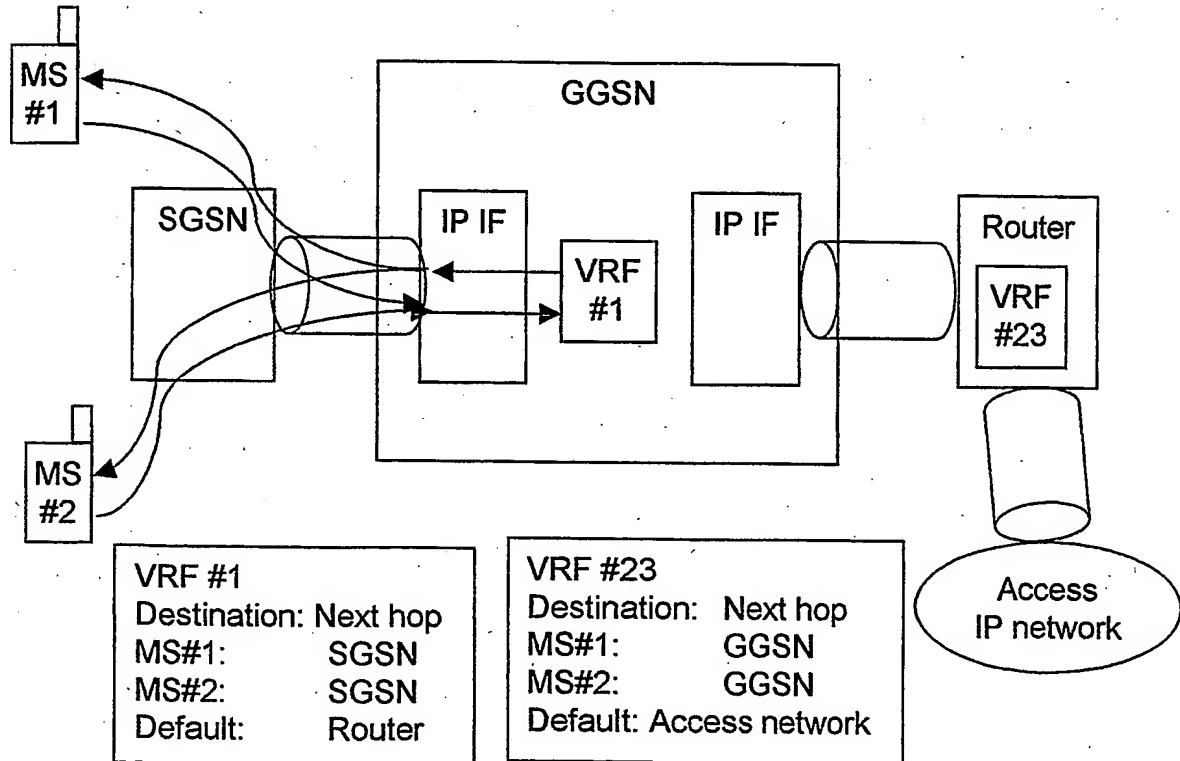 MS
#1
GGSN
SGSN
IP IF
VRF
#1
IP IF
Router
VRF
#23
MS
#2
Access
IP network
VRF #1
Destination: Next hop
MS#1: SGSN
MS#2: SGSN
Default: Router
VRF #23
Destination: Next hop
MS#1: GGSN
MS#2: GGSN
Default: Access network